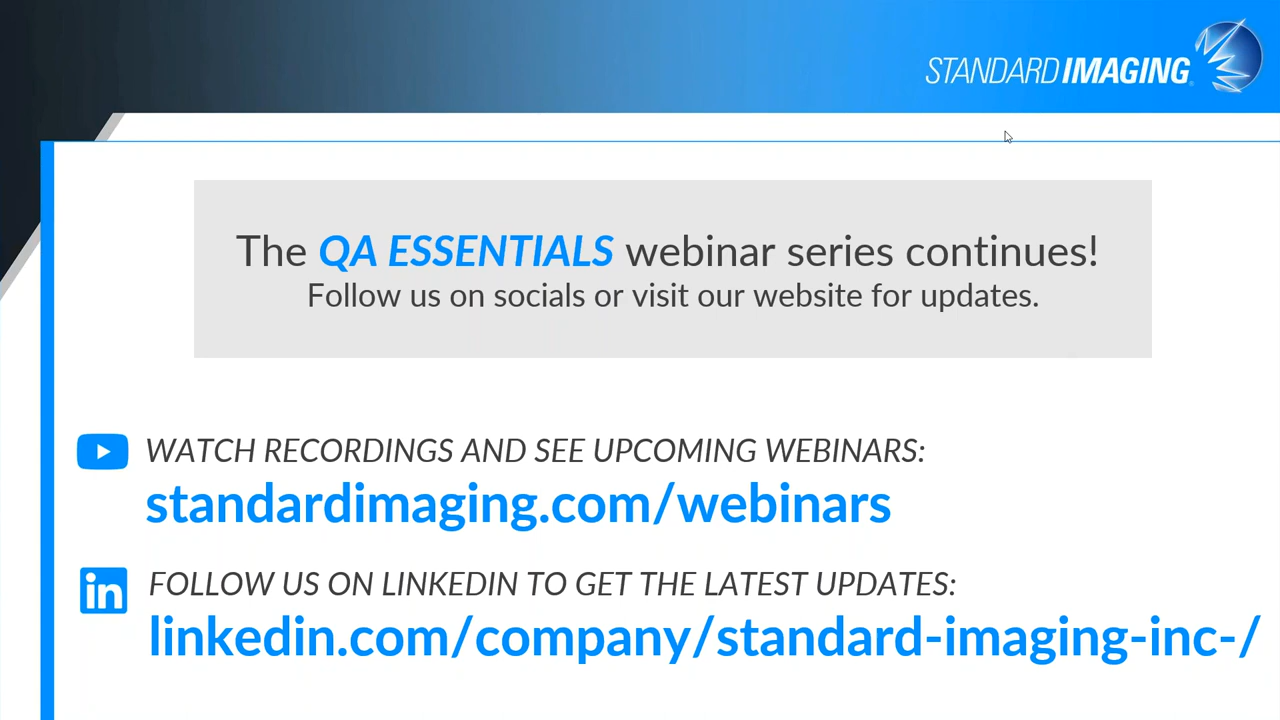 STANDARD IMAGING
The QA ESSENTIALS webinar series continues!
Follow us on socials or visit our website for updates.
WATCH RECORDINGS AND SEE UPCOMING WEBINARS:
standardimaging.com/webinars
in FOLLOW US ON LINKEDIN TO GET THE LATEST UPDATES:
linkedin.com/company/standard-imaging-inc-/